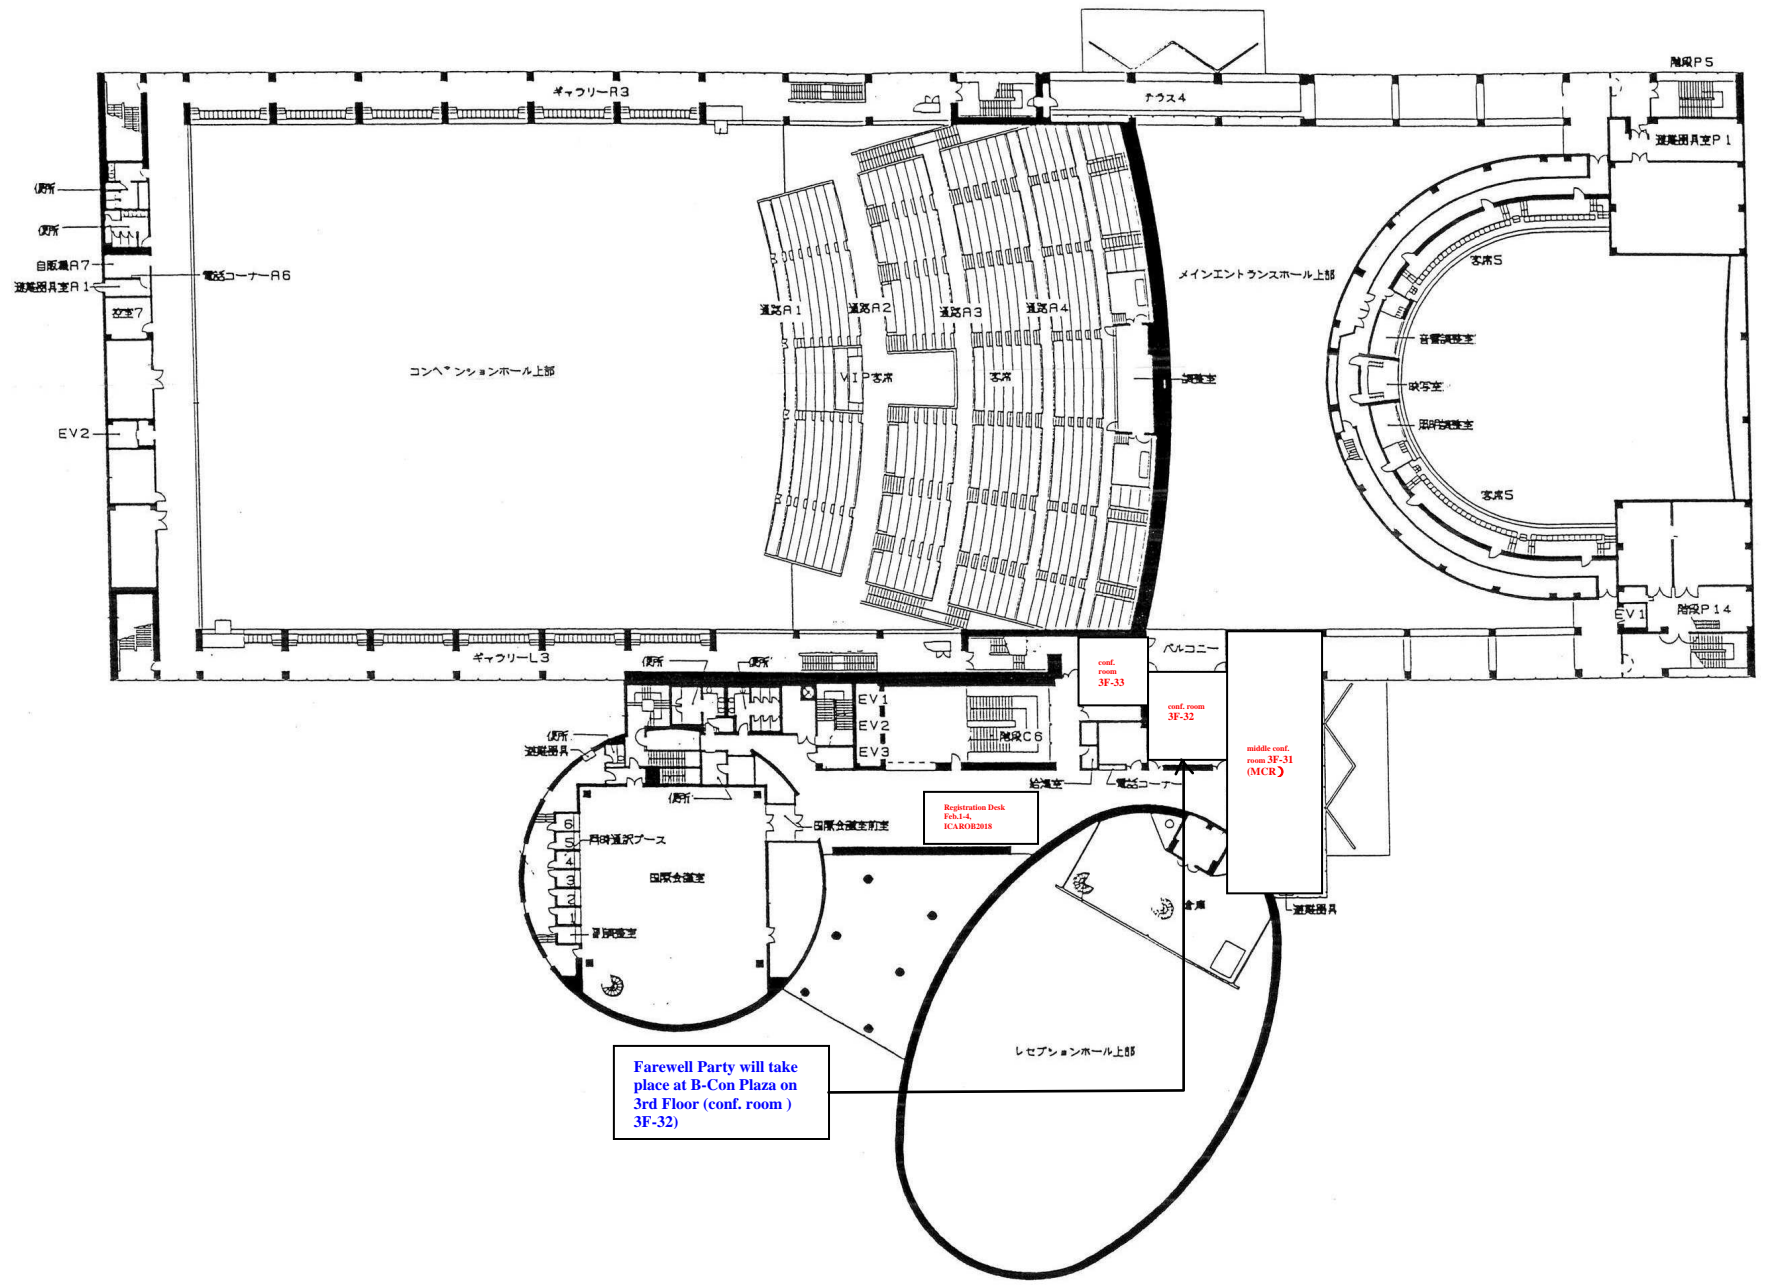 階段P5
ギャラリーA3
テラス4
避難器具室P1
便所
便所
自販機A7
電話コーナーA6
避難器具室A1
空室7
客席S
メインエントランスホール上部
通路A1
通路A2
通路A3
通路A4
音響調整室
コンベンションホール上部
VIP客席
客席
調整室
映写室
照明調整室
EV2
客席S
EV1
階段P14
バルコニー
ギャラリーL3
便所
便所
conf.
room
3F-33
conf. room
3F-32
EV1
EV2
EV3
階段C6
便所
避難器具
middle conf.
room 3F-31
(MCR)
給湯室
電話コーナー
便所
Registration Desk
Feb.1-4,
ICAROB2018
国際会議室前室
6
5
4
3
2
1
同時通訳ブース
国際会議室
副調整室
倉庫
避難器具
レセプションホール上部
Farewell Party will take
place at B-Con Plaza on
3rd Floor (conf. room )
3F-32)